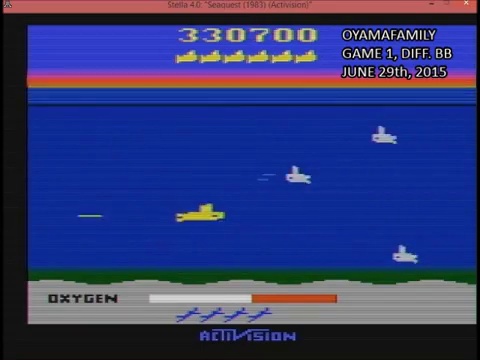 Stella 4.0: "Seaquest (1983) (Activision)"
330700
OYAMAFAMILY
GAME 1, DIFF. BB
JUNE 29th, 2015
OXYGEN
ACTIVISION